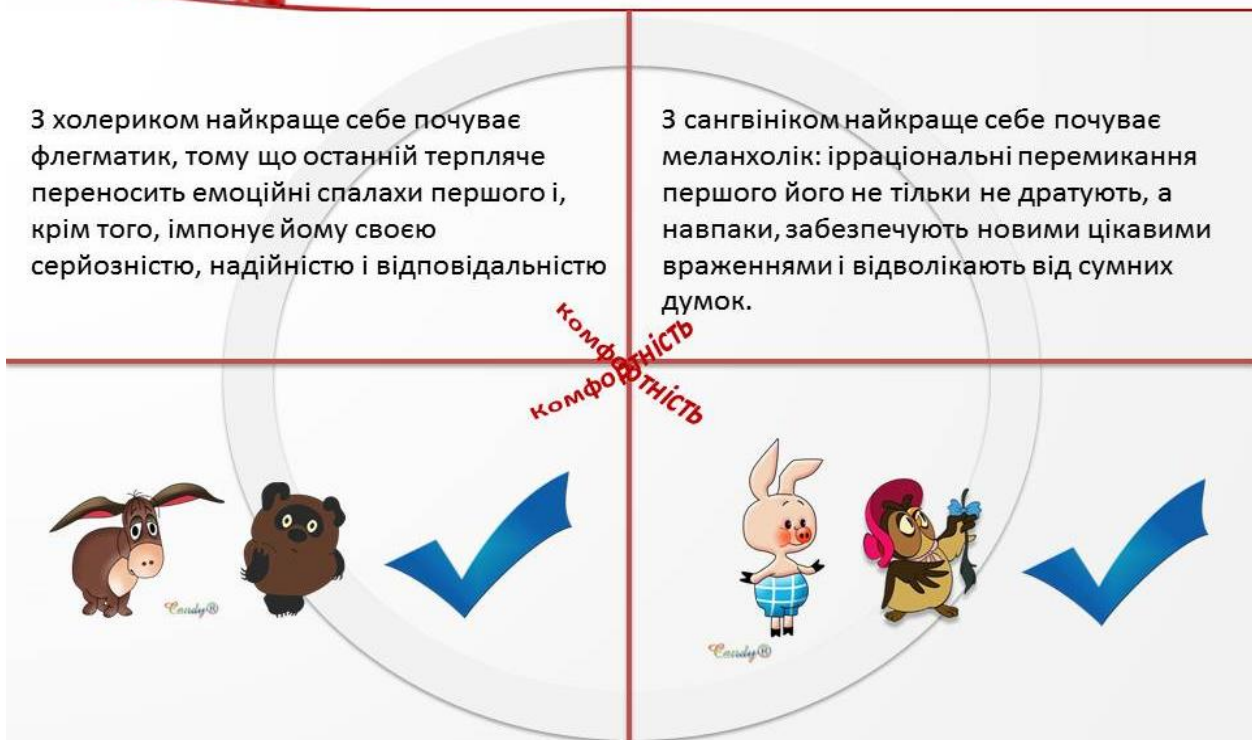 З холериком найкраще себе почуває
флегматик, тому що останній терпляче
переносить емоційні спалахи першого і,
крім того, імпонує йому своєю
серйозністю, надійністю і відповідальністю
З сангвініком найкраще себе почуває
меланхолік: ірраціональні перемикання
першого його не тільки не дратують, а
навпаки, забезпечують новими цікавими
враженнями і відволікають від сумних
думок.
Комфортність
Комфортність
Candy®
Candy®